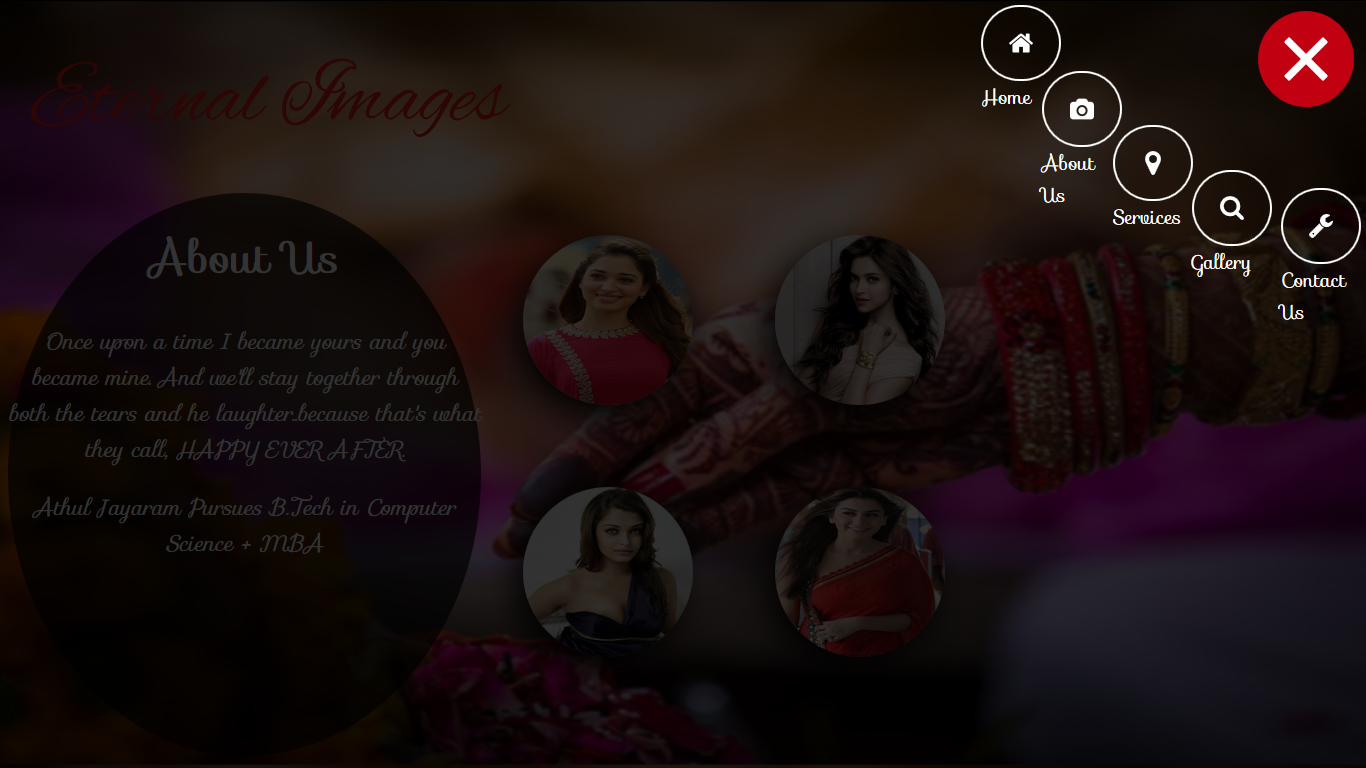 Eternal Images
Home
About
Us
Services
Gallery
Contact
Us
About Us
Once upon a time I became yours and you
became mine. And we'll stay together through
both the tears and he laughter..because that's what
they call, HAPPY EVER AFTER.
Athul Jayaram Pursues B.Tech in Computer
Science + MBA